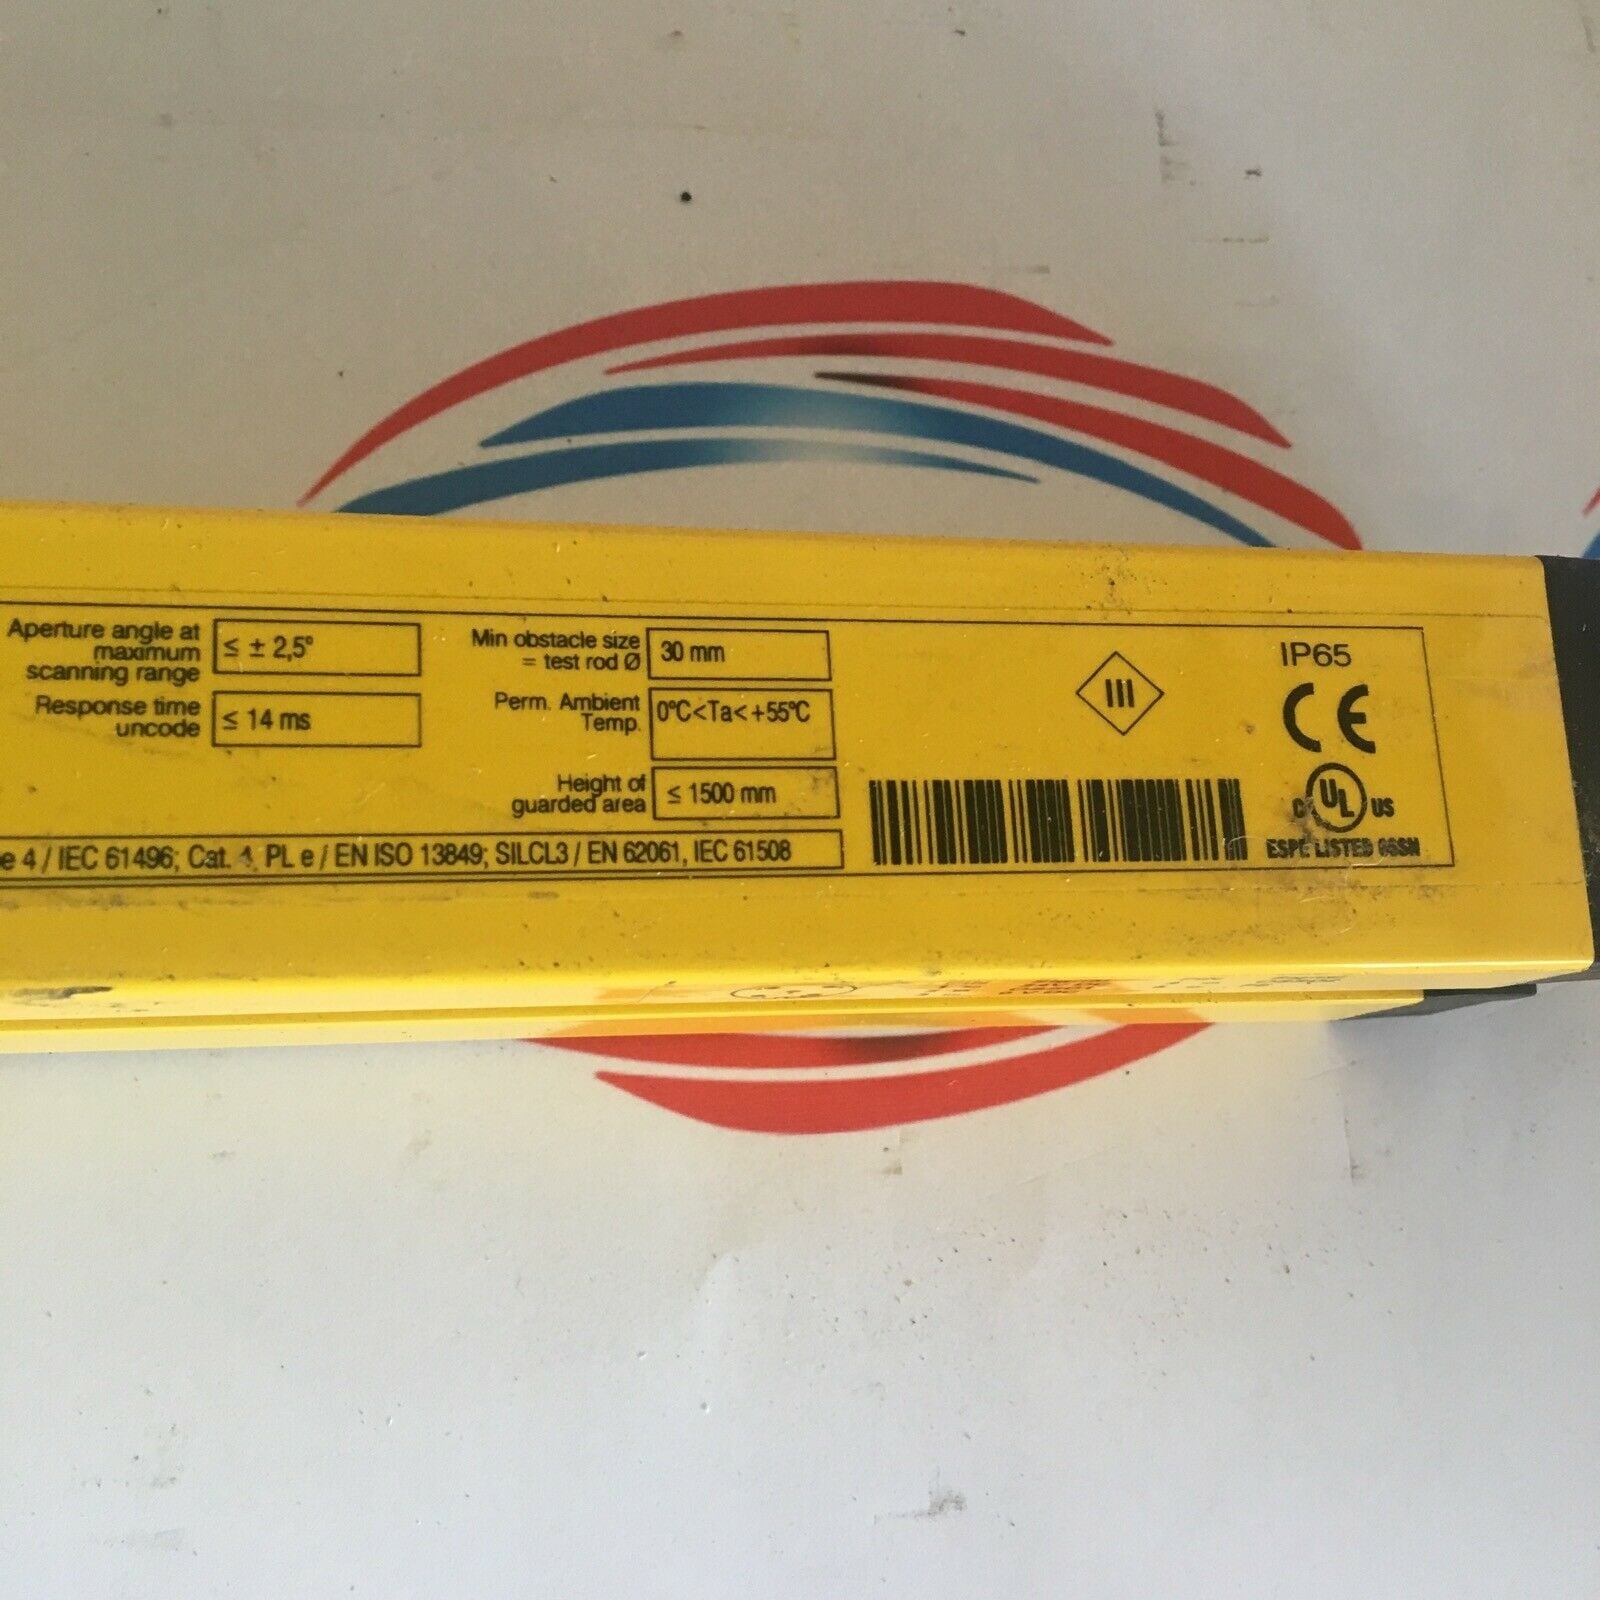 Aperture angle at
maximum
scanning range
≤ ± 2,5°
Response time
uncode
≤ 14 ms
Min obstacle size
= test rod Ø
30 mm
Perm. Ambient
Temp.
0°C<Ta<+55°C
Height of
guarded area
≤ 1500 mm
e 4 / IEC 61496; Cat. 4, PL e / EN ISO 13849; SILCL3 / EN 62061, IEC 61508
III
IP65
CE
C UL US
ESPE LISTED